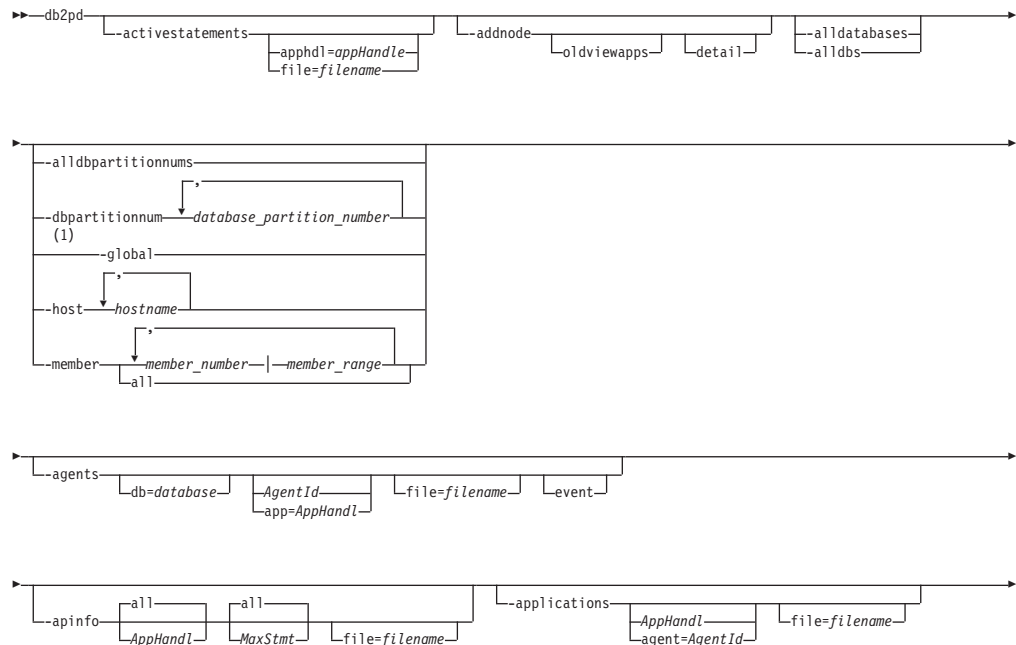 db2pd
-activestatements
apphdl=appHandle
file=filename
-addnode
oldviewapps
detail
-alldatabases
-alldbs
-alldbpartitionnums
,
-dbpartitionnum database_partition_number
(1)
-global
,
-host hostname
,
-member member_number | member_range
all
-agents
db=database
AgentId
app=AppHandl
file=filename
event
-apinfo
all
AppHandl
all
MaxStmt
file=filename
-applications
AppHandl
agent=AgentId
file=filename